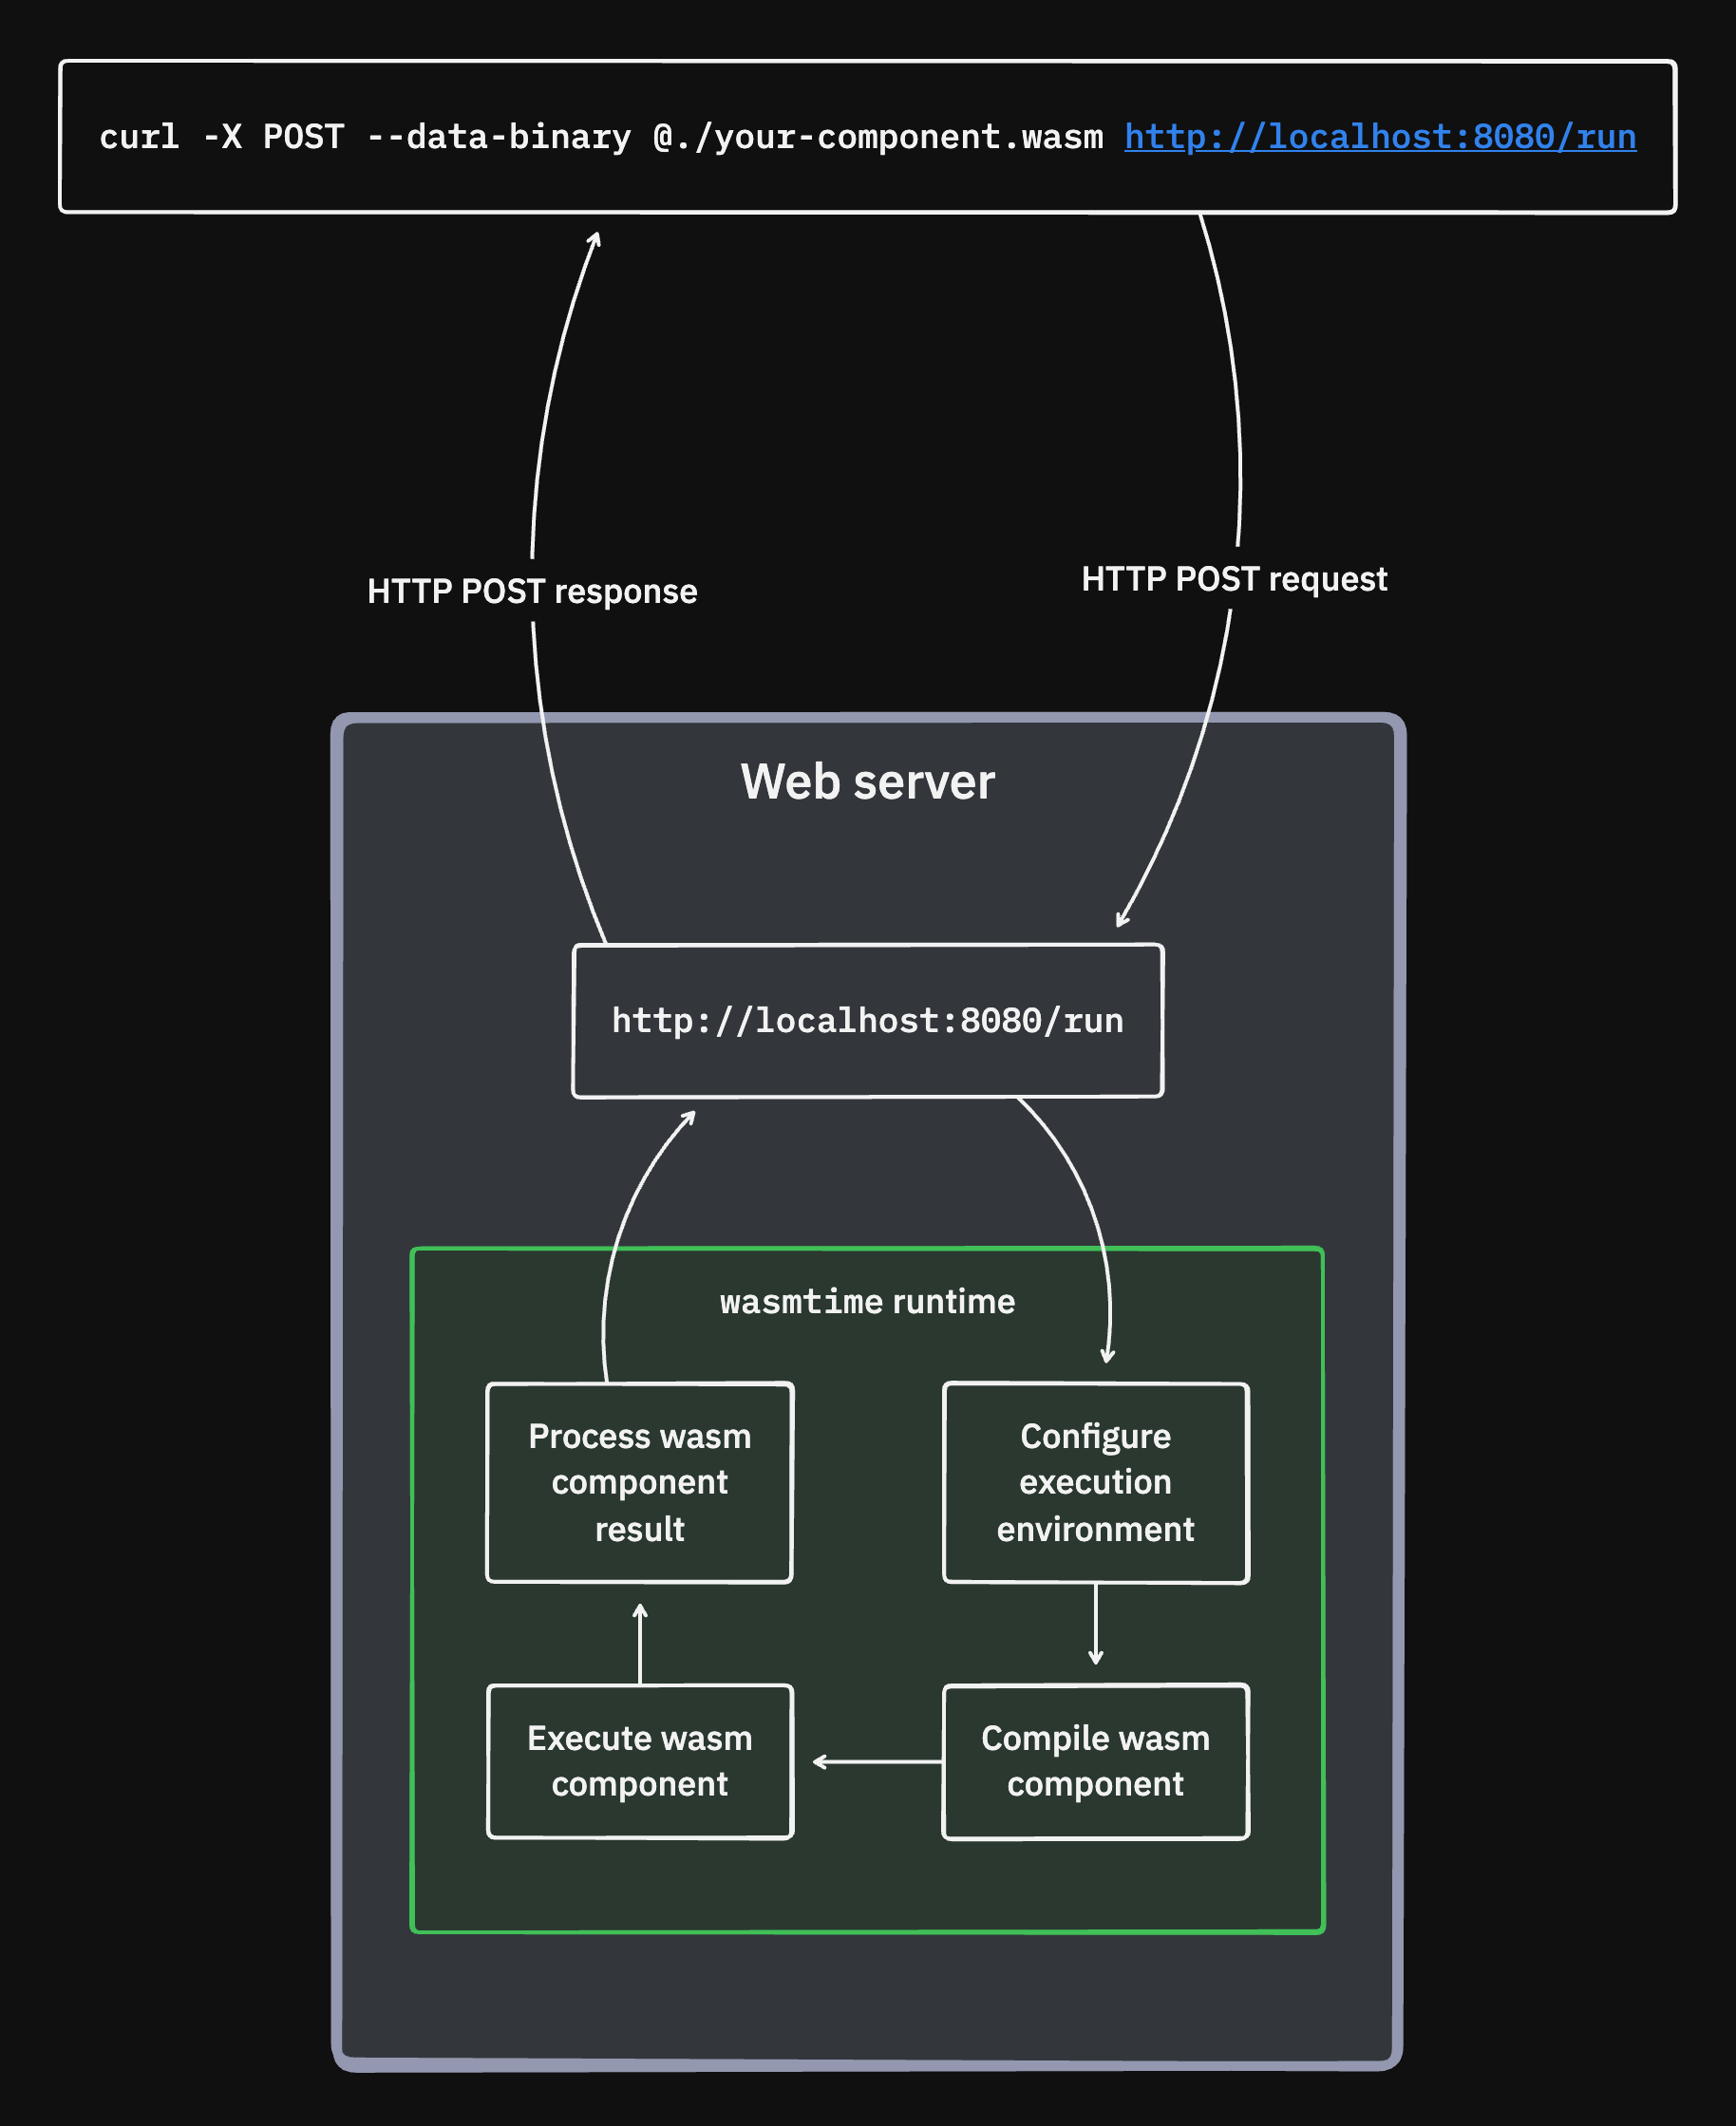 curl -X POST --data-binary @./your-component.wasm http://localhost:8080/run
HTTP POST response
HTTP POST request
Web server
http://localhost:8080/run
wasmtime runtime
Process wasm
component
result
Configure
execution
environment
Execute wasm
component
Compile wasm
component